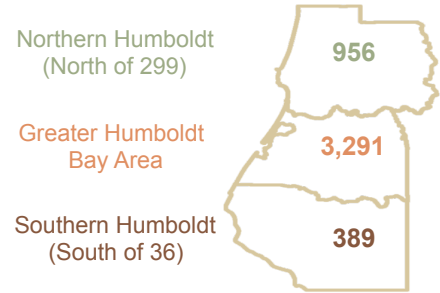 Northern Humboldt
(North of 299)
956
Greater Humboldt
Bay Area
3,291
Southern Humboldt
(South of 36)
389